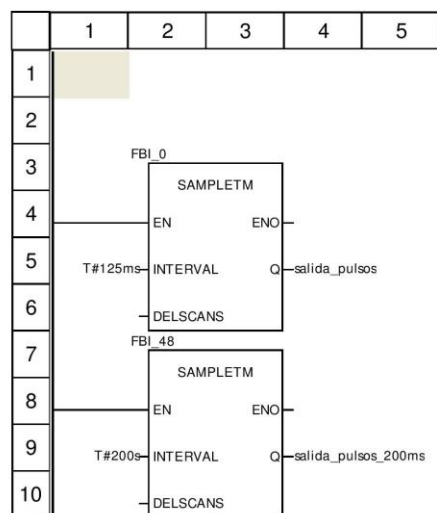 1 2 3 4 5
1
2
3
FBI_0
SAMPLETM
4
EN ENO
5
T#125ms INTERVAL Q salida_pulsos
6
DELSCANS
7
FBI_48
SAMPLETM
8
EN ENO
9
T#200s INTERVAL Q salida_pulsos_200ms
10
DELSCANS